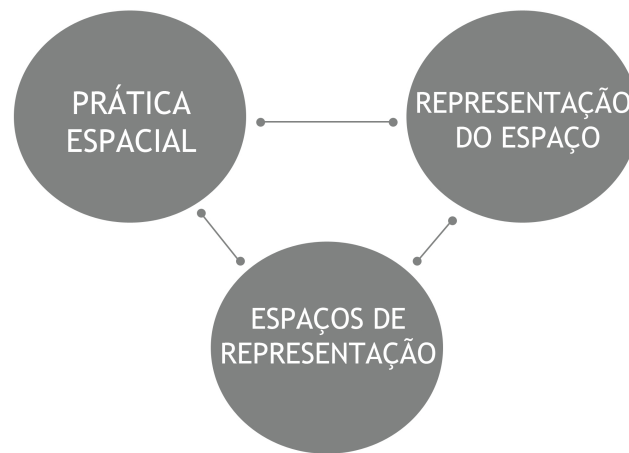 PRÁTICA
ESPACIAL
REPRESENTAÇÃO
DO ESPAÇO
ESPAÇOS DE
REPRESENTAÇÃO